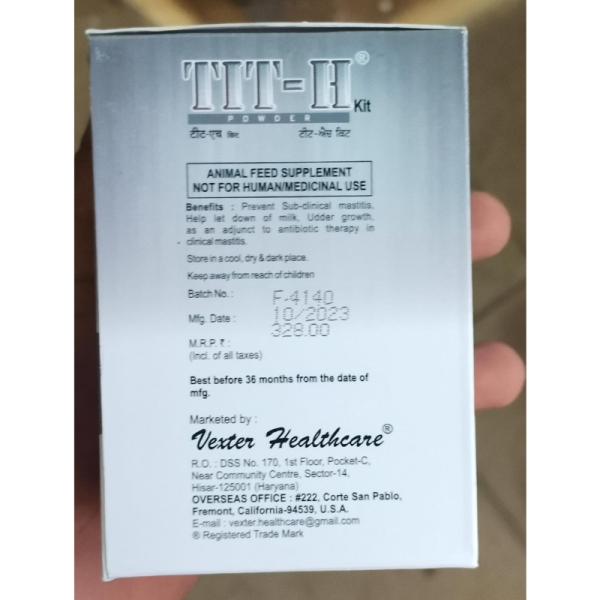 TIT-H® Kit
POWDER
टीट-एच किट ਟੀਟ-ਐਚ ਕਿਟ
ANIMAL FEED SUPPLEMENT
NOT FOR HUMAN/MEDICINAL USE
Benefits : Prevent Sub-clinical mastitis,
Help let down of milk, Udder growth,
as an adjunct to antibiotic therapy in
clinical mastitis.
Store in a cool, dry & dark place.
Keep away from reach of children
Batch No. : F-4140
Mfg. Date : 10/2023
M.R.P. ₹ : 328.00
(Incl. of all taxes)
Best before 36 months from the date of
mfg.
Marketed by :
Vexter Healthcare®
R.O. : DSS No. 170, 1st Floor, Pocket-C,
Near Community Centre, Sector-14,
Hisar-125001 (Haryana)
OVERSEAS OFFICE : #222, Corte San Pablo,
Fremont, California-94539, U.S.A.
E-mail : vexter.healthcare@gmail.com
® Registered Trade Mark